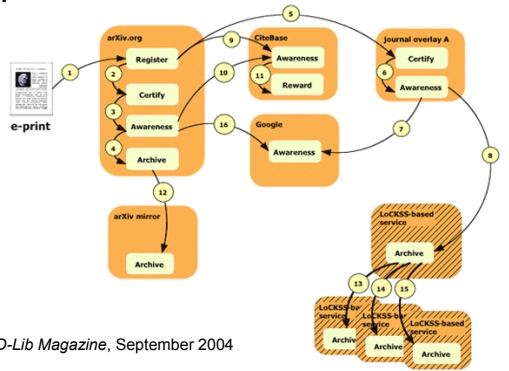 5
arXiv.org
9
CiteBase
journal overlay A
Register
Awareness
Certify
1
2
10
11
6
Certify
Reward
Awareness
e-print
3
Awareness
16
Google
7
4
Archive
Awareness
8
12
arXiv mirror
LoCKSS-based
service
Archive
Archive
13
14
15
service
service
LoCKSS-based
service
Archive
D-Lib Magazine, September 2004